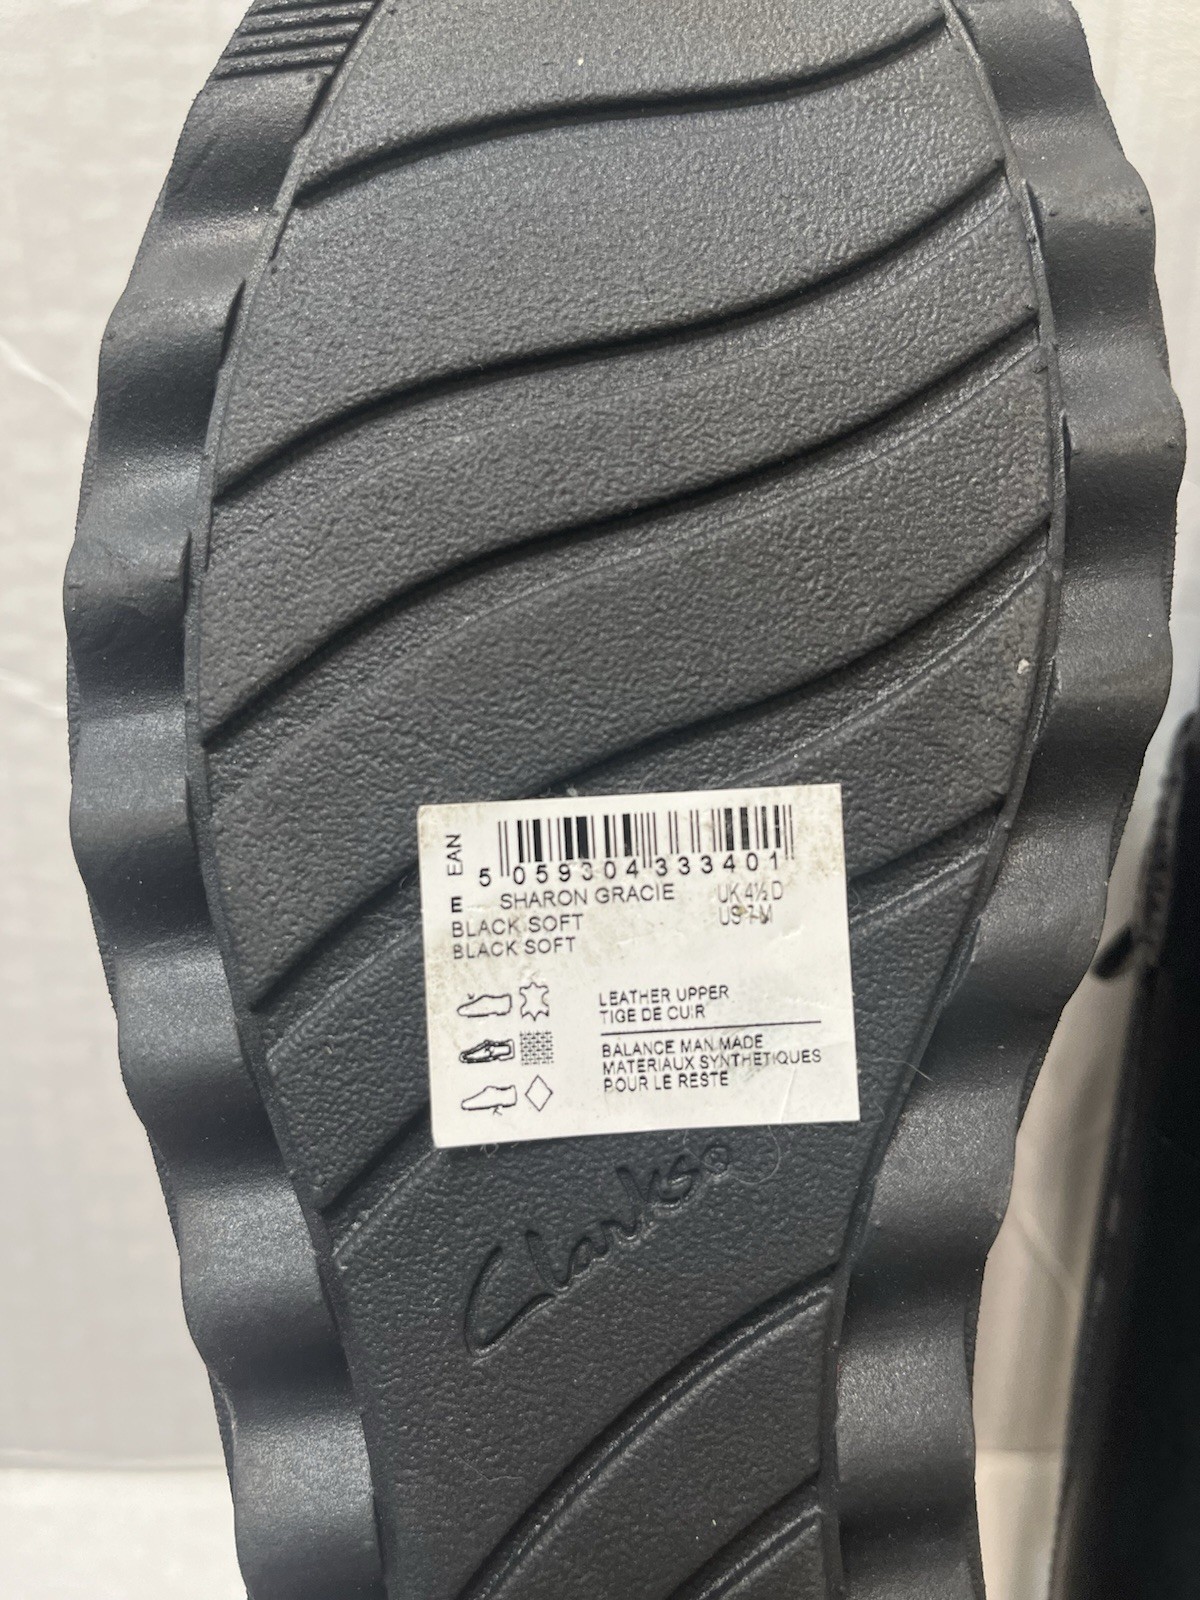 EAN
5 059304 333401
E SHARON GRACIE UK 4½ D
BLACK SOFT US 7 M
BLACK SOFT
LEATHER UPPER
TIGE DE CUIR
BALANCE MAN MADE
MATERIAUX SYNTHETIQUES
POUR LE RESTE
Clarks